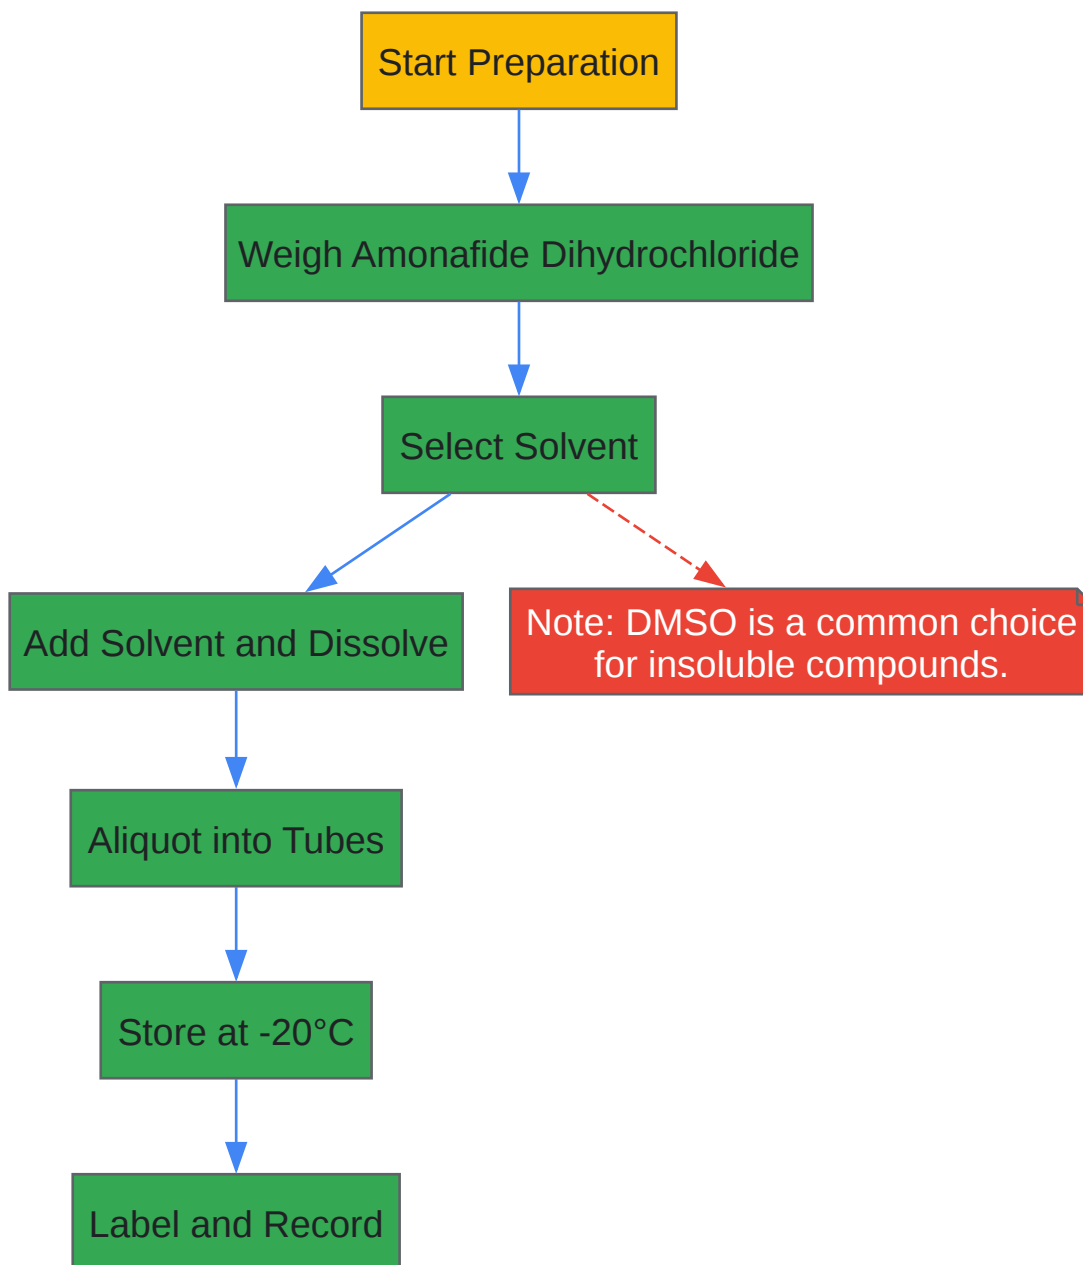 Start Preparation
Weigh Amonafide Dihydrochloride
Select Solvent
Add Solvent and Dissolve
Note: DMSO is a common choice
for insoluble compounds.
Aliquot into Tubes
Store at -20°C
Label and Record